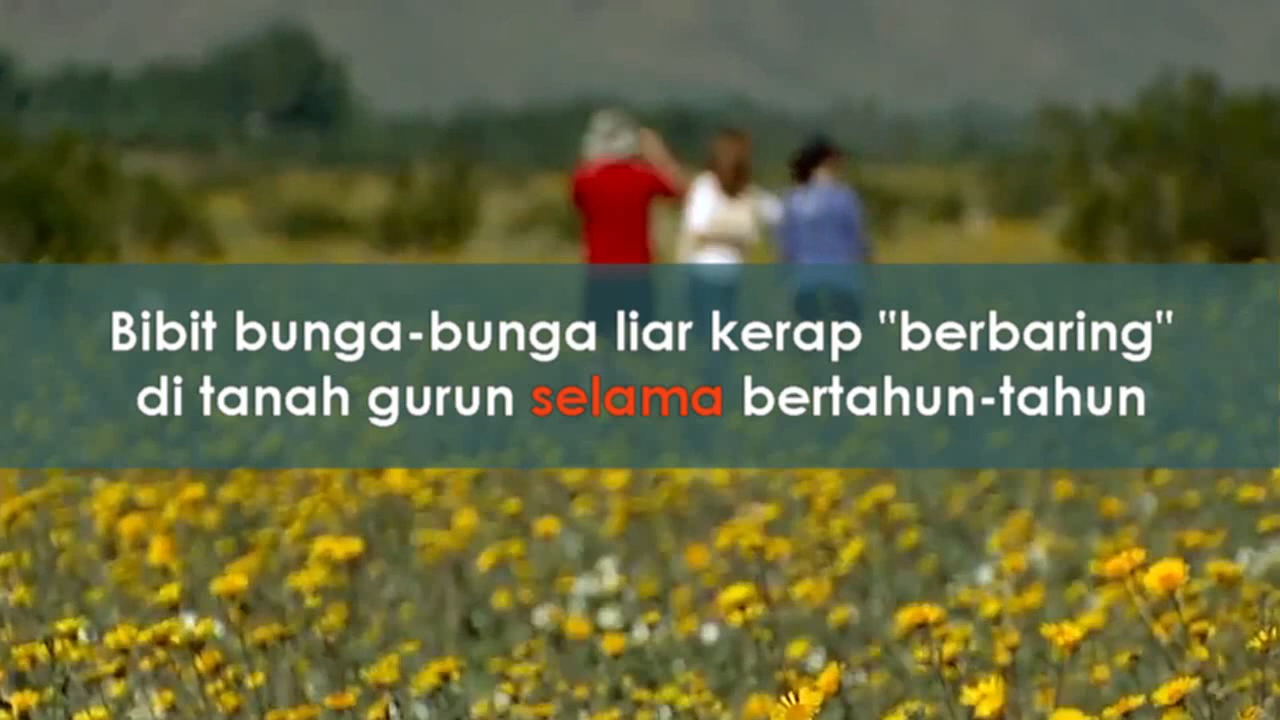 Bibit bunga-bunga liar kerap "berbaring"
di tanah gurun selama bertahun-tahun